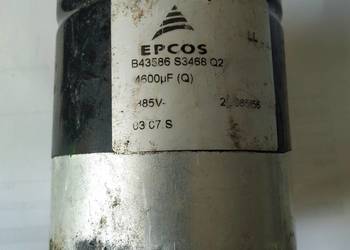 EPCOS
B43586 S3468 Q2
4600µF (Q)
385V-
03 07 S